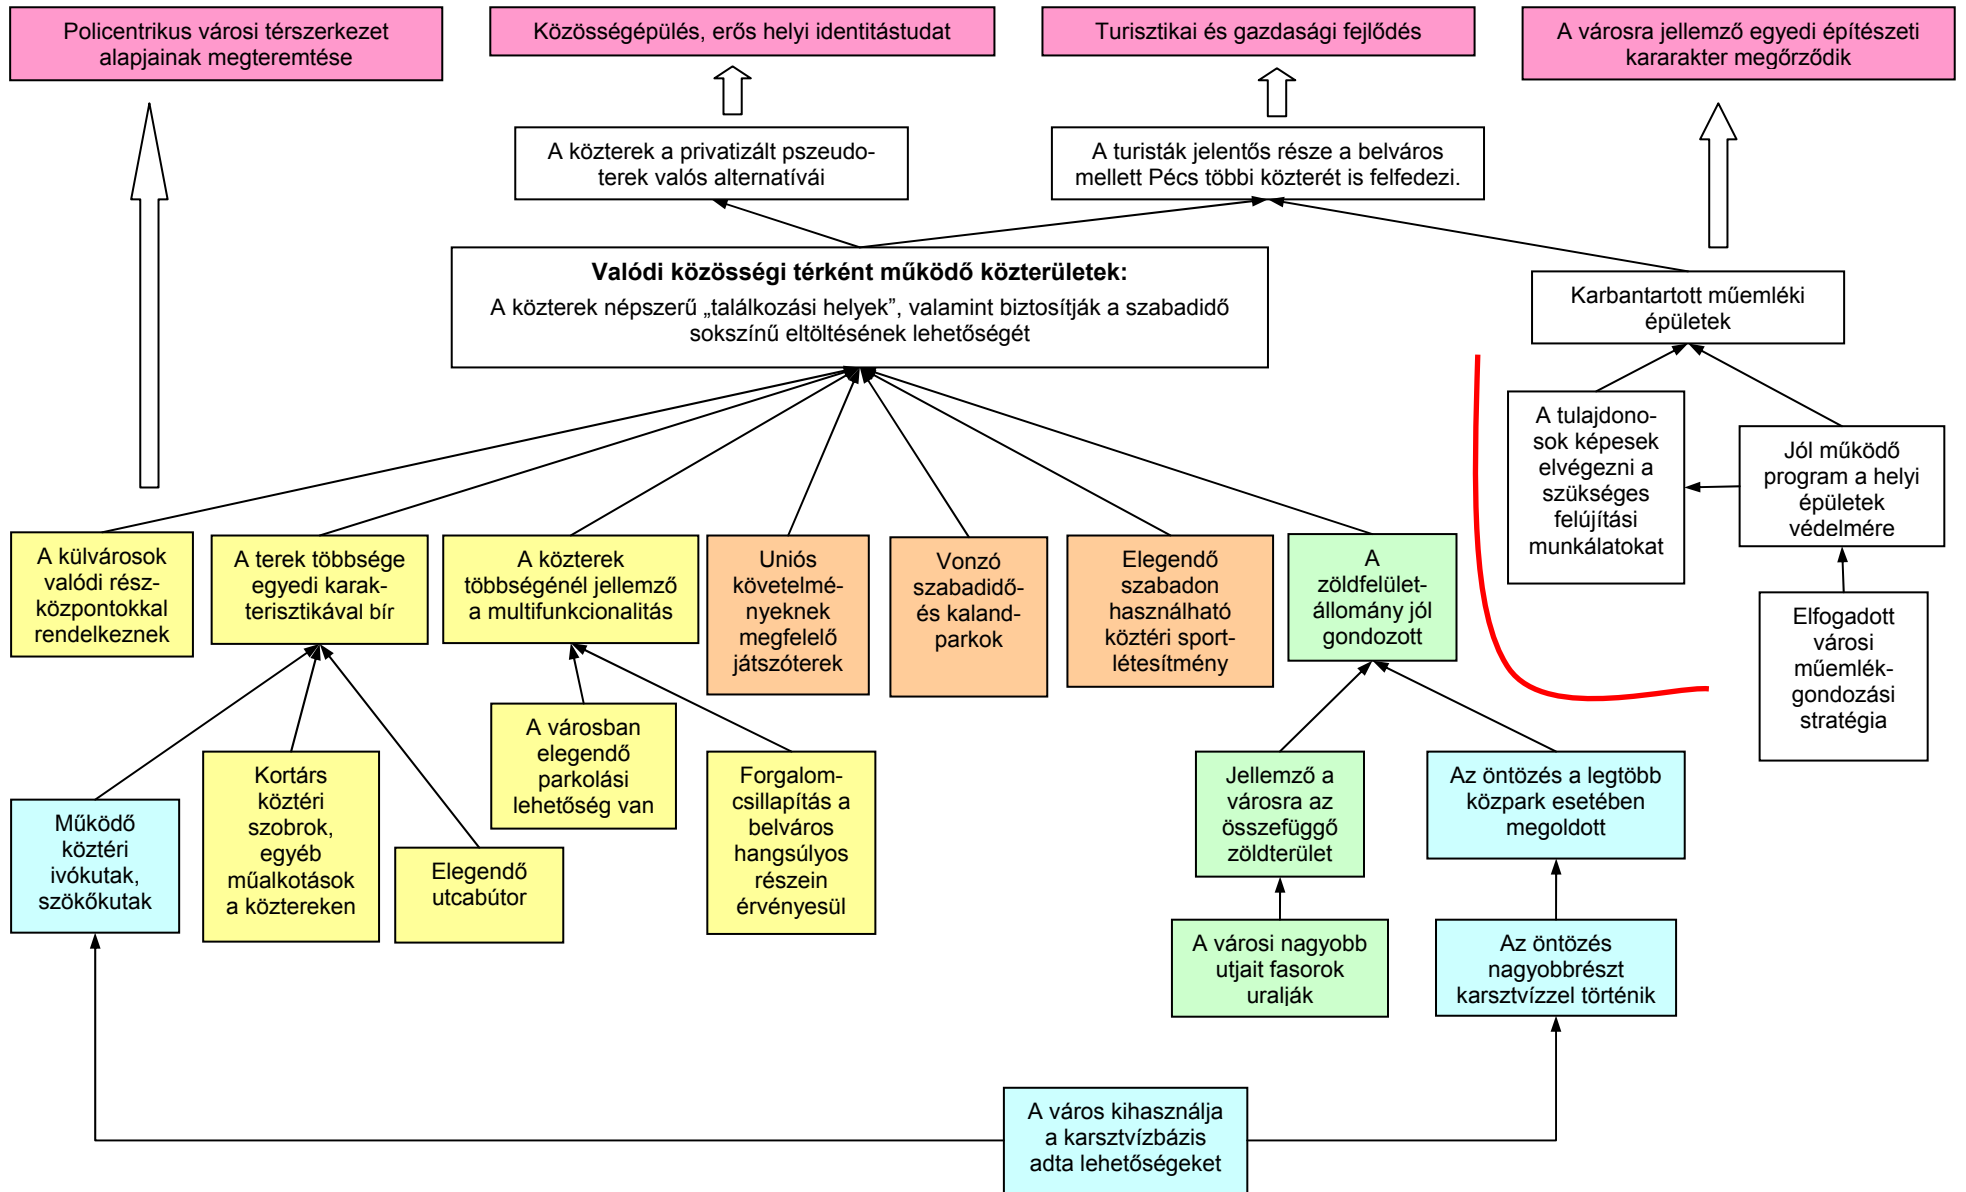 Policentrikus városi térszerkezet
alapjainak megteremtése
Közösségépülés, erős helyi identitástudat
Turisztikai és gazdasági fejlődés
A városra jellemző egyedi építészeti
kararakter megőrződik
A közterek a privatizált pszeudo-
terek valós alternatívái
A turisták jelentős része a belváros
mellett Pécs többi közterét is felfedezi.
Valódi közösségi térként működő közterületek:
A közterek népszerű „találkozási helyek”, valamint biztosítják a szabadidő
sokszínű eltöltésének lehetőségét
Karbantartott műemléki
épületek
A tulajdono-
sok képesek
elvégezni a
szükséges
felújítási
munkálatokat
Jól működő
program a helyi
épületek
védelmére
Elfogadott
városi
műemlék-
gondozási
stratégia
A külvárosok
valódi rész-
központokkal
rendelkeznek
A terek többsége
egyedi karak-
terisztikával bír
A közterek
többségénél jellemző
a multifunkcionalitás
Uniós
követelmé-
nyeknek
megfelelő
játszóterek
Vonzó
szabadidő-
és kaland-
parkok
Elegendő
szabadon
használható
köztéri sport-
létesítmény
A
zöldfelület-
állomány jól
gondozott
Működő
köztéri
ivókutak,
szökőkutak
Kortárs
köztéri
szobrok,
egyéb
műalkotások
a köztereken
Elegendő
utcabútor
A városban
elegendő
parkolási
lehetőség van
Forgalom-
csillapítás a
belváros
hangsúlyos
részein
érvényesül
Jellemző a
városra az
összefüggő
zöldterület
Az öntözés a legtöbb
közpark esetében
megoldott
A városi nagyobb
utjait fasorok
uralják
Az öntözés
nagyobbrészt
karsztvízzel történik
A város kihasználja
a karsztvízbázis
adta lehetőségeket